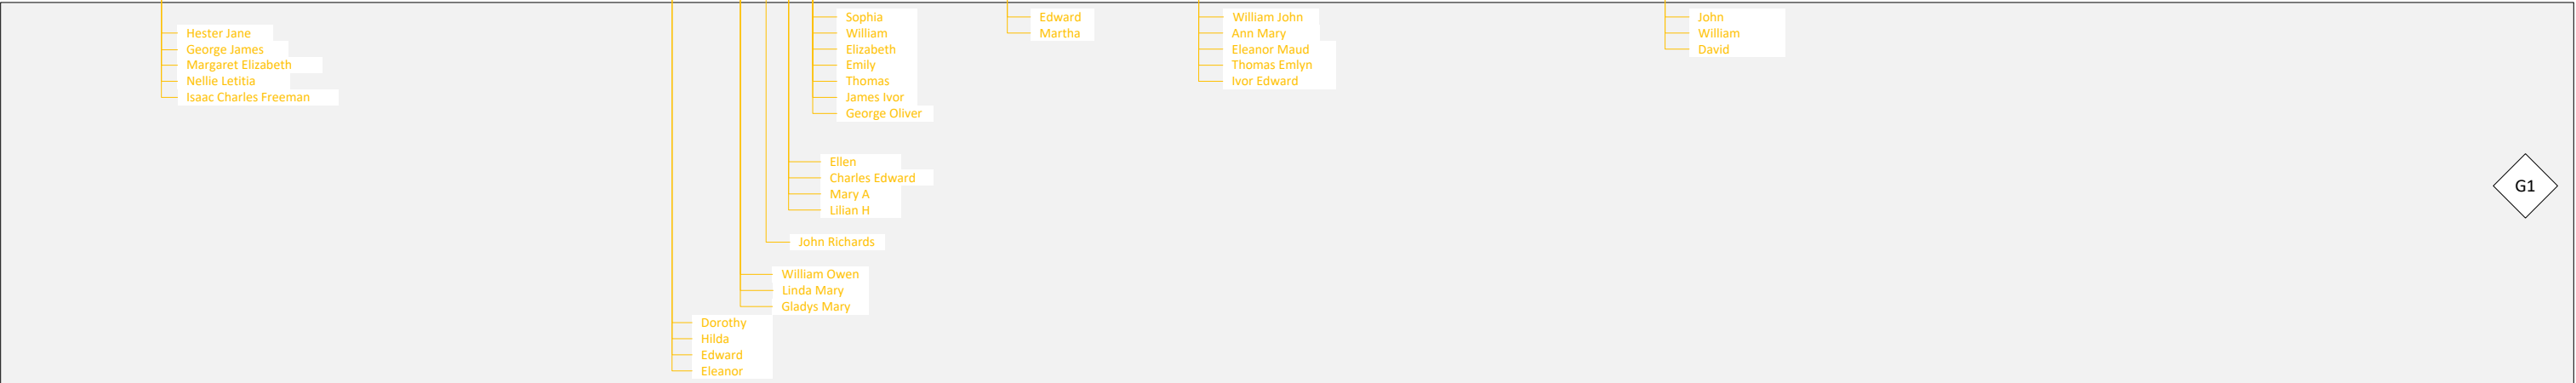 Hester Jane
George James
Margaret Elizabeth
Nellie Letitia
Isaac Charles Freeman
Sophia
William
Elizabeth
Emily
Thomas
James Ivor
George Oliver
Ellen
Charles Edward
Mary A
Lilian H
John Richards
William Owen
Linda Mary
Gladys Mary
Dorothy
Hilda
Edward
Eleanor
Edward
Martha
William John
Ann Mary
Eleanor Maud
Thomas Emlyn
Ivor Edward
John
William
David
G1